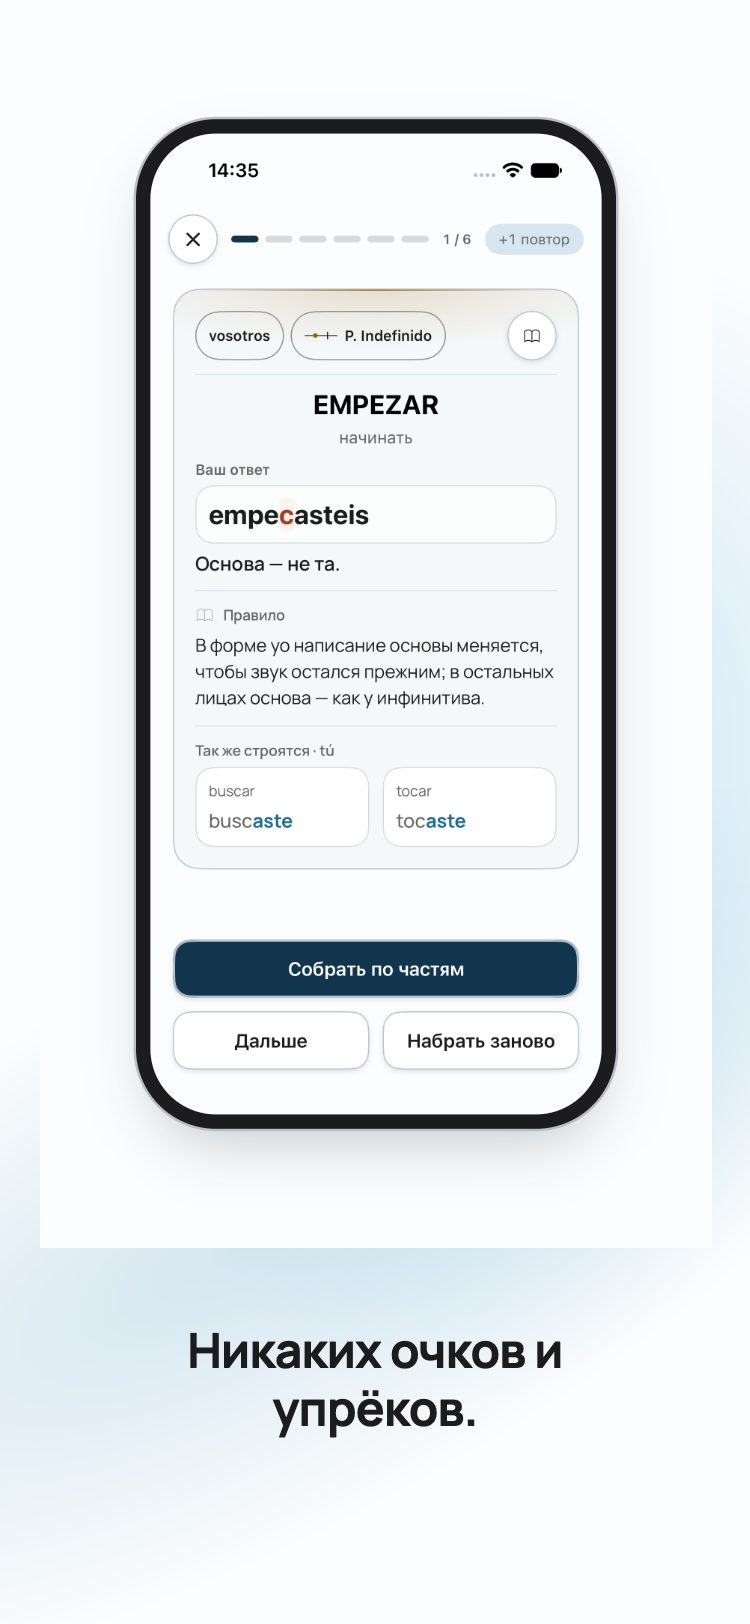 14:35
1 / 6
+1 повтор
vosotros
P. Indefinido
EMPEZAR
начинать
Ваш ответ
empecasteis
Основа — не та.
Правило
В форме yo написание основы меняется,
чтобы звук остался прежним; в остальных
лицах основа — как у инфинитива.
Так же строятся · tú
buscar
buscaste
tocar
tocaste
Собрать по частям
Дальше
Набрать заново
Никаких очков и
упрёков.